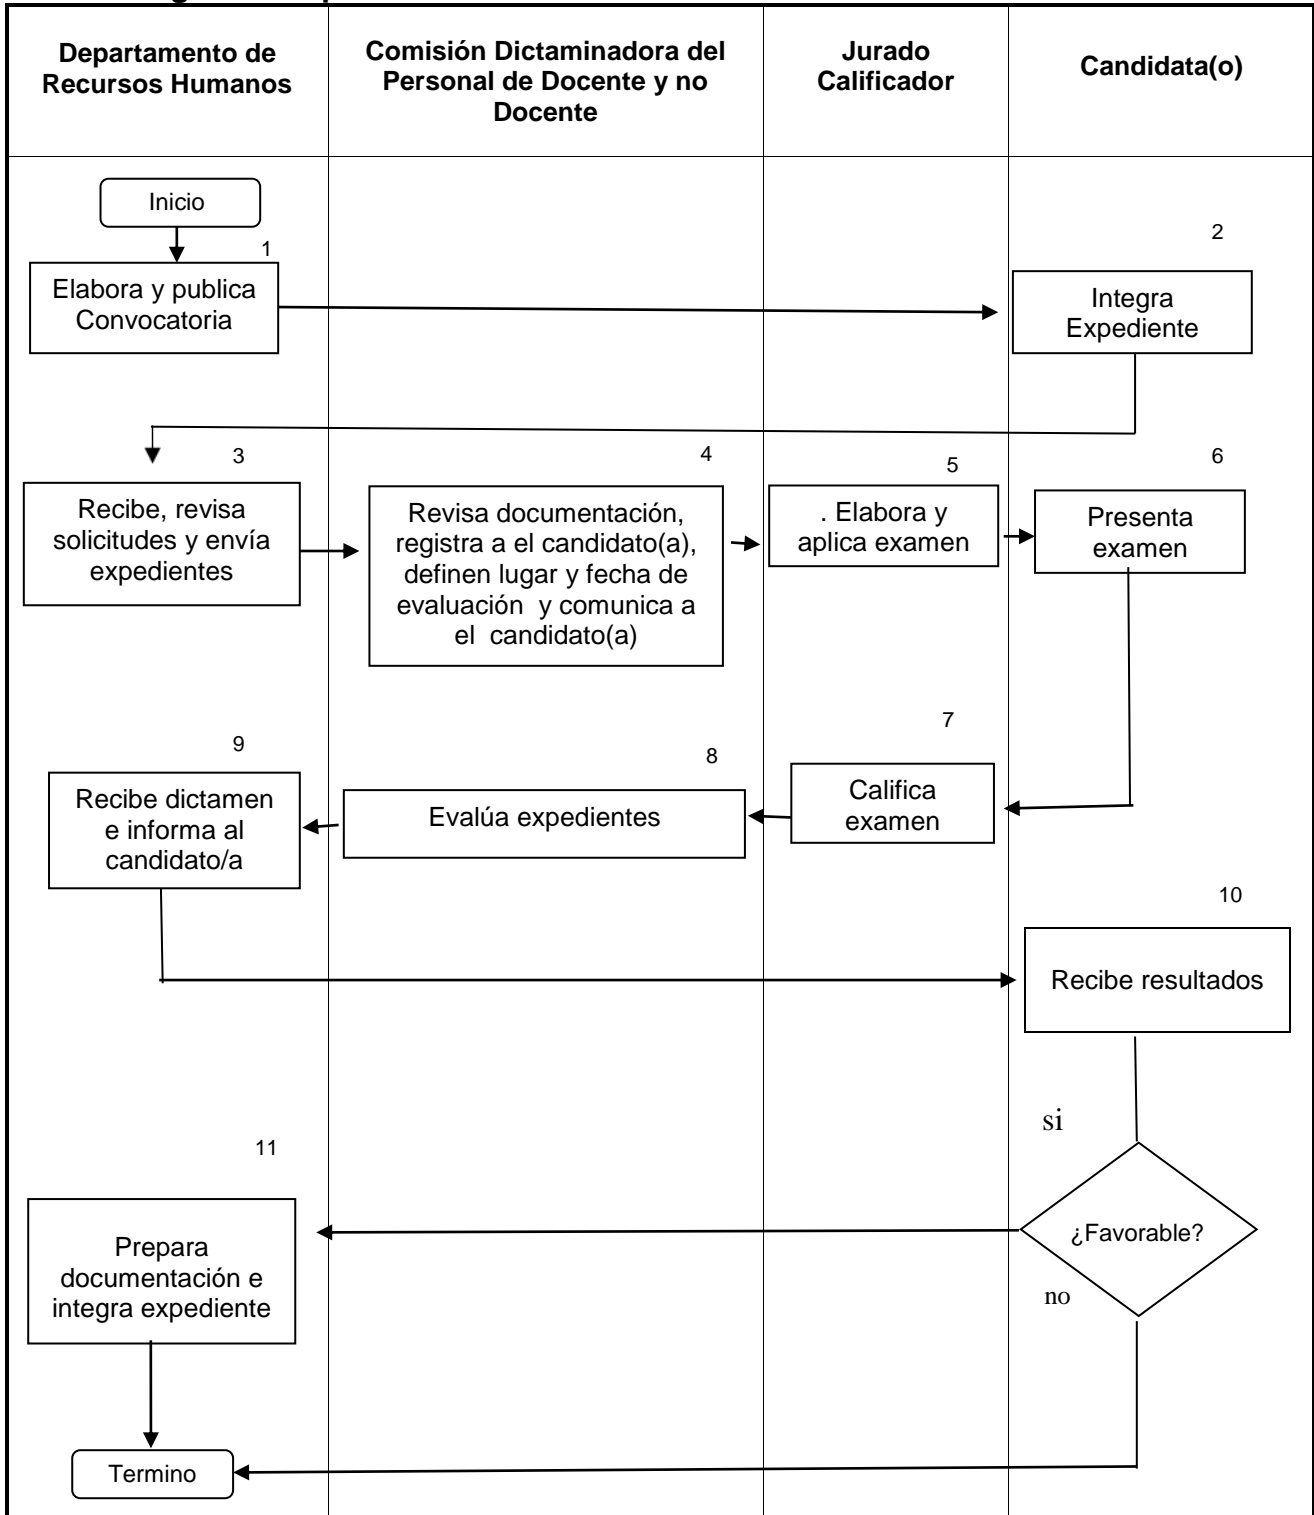 Departamento de
Recursos Humanos
Comisión Dictaminadora del
Personal de Docente y no
Docente
Jurado
Calificador
Candidata(o)
Inicio
1
Elabora y publica
Convocatoria
2
Integra
Expediente
3
Recibe, revisa
solicitudes y envía
expedientes
4
Revisa documentación,
registra a el candidato(a),
definen lugar y fecha de
evaluación y comunica a
el candidato(a)
5
. Elabora y
aplica examen
6
Presenta
examen
7
Califica
examen
8
Evalúa expedientes
9
Recibe dictamen
e informa al
candidato/a
10
Recibe resultados
si
¿Favorable?
no
11
Prepara
documentación e
integra expediente
Termino